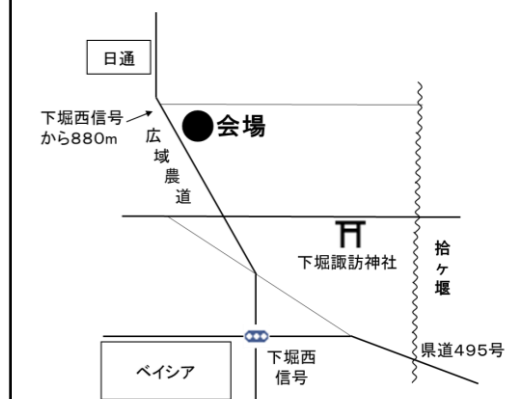 日通
下堀西信号
から880m
広域農道
会場
下堀諏訪神社
拾ヶ堰
県道495号
下堀西
信号
ベイシア